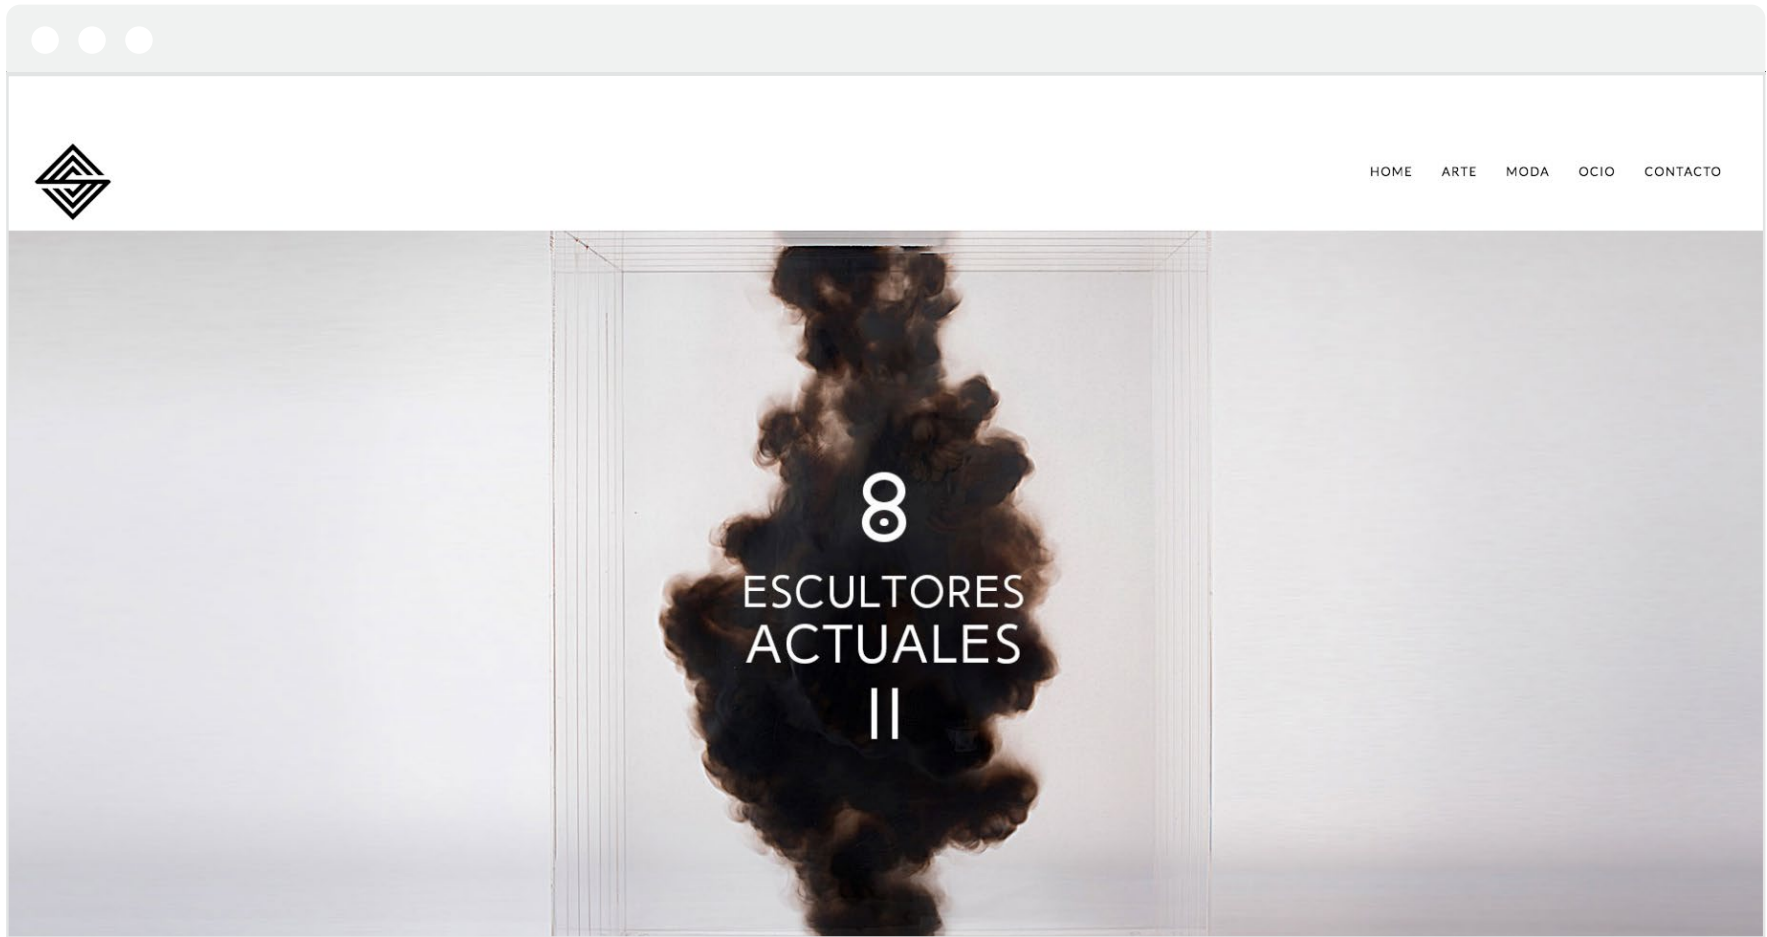 HOME ARTE MODA OCIO CONTACTO
8
ESCULTORES
ACTUALES
II